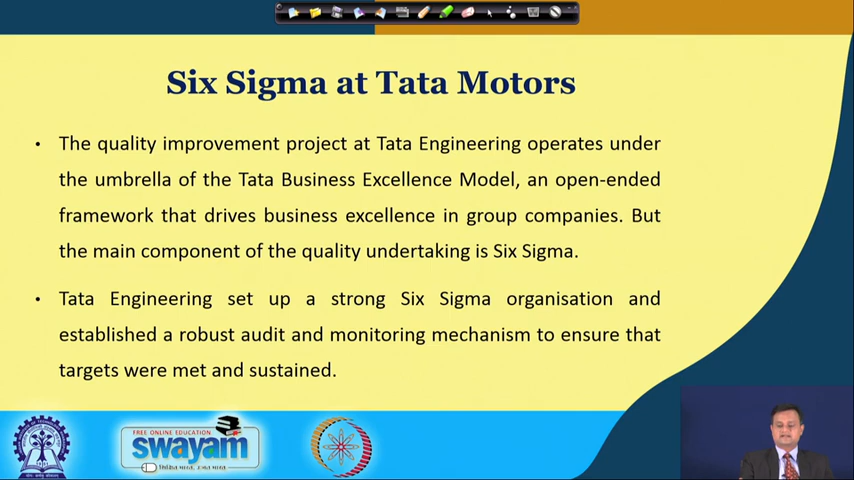 Six Sigma at Tata Motors
• The quality improvement project at Tata Engineering operates under
the umbrella of the Tata Business Excellence Model, an open-ended
framework that drives business excellence in group companies. But
the main component of the quality undertaking is Six Sigma.
• Tata Engineering set up a strong Six Sigma organisation and
established a robust audit and monitoring mechanism to ensure that
targets were met and sustained.
FREE ONLINE EDUCATION
swayam